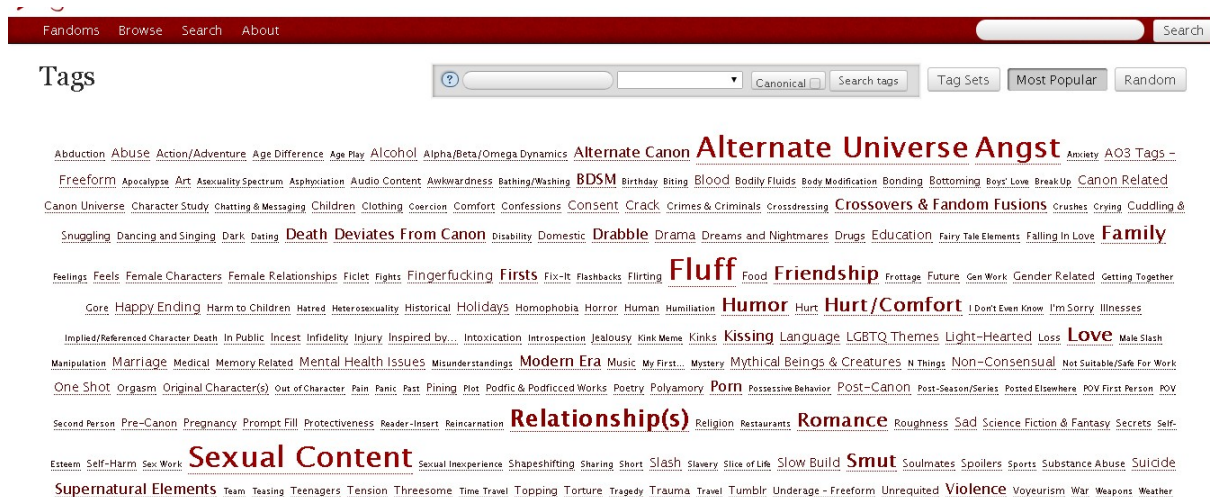 Fandoms Browse Search About Search
Tags
? Canonical Search tags Tag Sets Most Popular Random
Abduction Abuse Action/Adventure Age Difference Age Play Alcohol Alpha/Beta/Omega Dynamics Alternate Canon Alternate Universe Angst Anxiety AO3 Tags -
Freeform Apocalypse Art Asexuality Spectrum Asphyxiation Audio Content Awkwardness Bathing/Washing BDSM Birthday Biting Blood Bodily Fluids Body Modification Bonding Bottoming Boys' Love Break Up Canon Related
Canon Universe Character Study Chatting & Messaging Children Clothing Coercion Comfort Confessions Consent Crack Crimes & Criminals Crossdressing Crossovers & Fandom Fusions Crushes Crying Cuddling &
Snuggling Dancing and Singing Dark Dating Death Deviates From Canon Disability Domestic Drabble Drama Dreams and Nightmares Drugs Education Fairy Tale Elements Falling In Love Family
Feelings Feels Female Characters Female Relationships Ficlet Fights Fingerfucking Firsts Fix-It Flashbacks Flirting Fluff Food Friendship Frottage Future Gen Work Gender Related Getting Together
Gore Happy Ending Harm to Children Hatred Heterosexuality Historical Holidays Homophobia Horror Human Humiliation Humor Hurt Hurt/Comfort I Don't Even Know I'm Sorry Illnesses
Implied/Referenced Character Death In Public Incest Infidelity Injury Inspired by... Intoxication Introspection Jealousy Kink Meme Kinks Kissing Language LGBTQ Themes Light-Hearted Loss Love Male Slash
Manipulation Marriage Medical Memory Related Mental Health Issues Misunderstandings Modern Era Music My First... Mystery Mythical Beings & Creatures N Things Non-Consensual Not Suitable/Safe For Work
One Shot Orgasm Original Character(s) Out of Character Pain Panic Past Pining Plot Podfic & Podficced Works Poetry Polyamory Porn Possessive Behavior Post-Canon Post-Season/Series Posted Elsewhere POV First Person POV
Second Person Pre-Canon Pregnancy Prompt Fill Protectiveness Reader-Insert Reincarnation Relationship(s) Religion Restaurants Romance Roughness Sad Science Fiction & Fantasy Secrets Self-
Esteem Self-Harm Sex Work Sexual Content Sexual Inexperience Shapeshifting Sharing Short Slash Slavery Slice of Life Slow Build Smut Soulmates Spoilers Sports Substance Abuse Suicide
Supernatural Elements Team Teasing Teenagers Tension Threesome Time Travel Topping Torture Tragedy Trauma Travel Tumblr Underage - Freeform Unrequited Violence Voyeurism War Weapons Weather